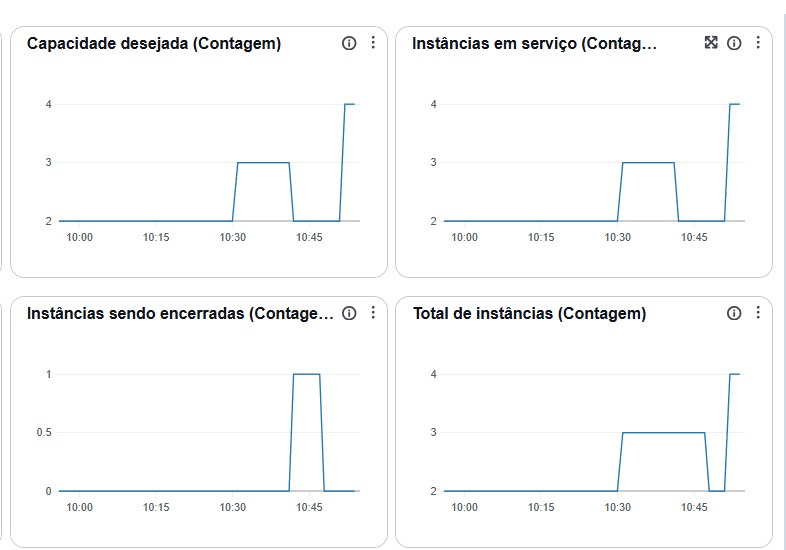 Capacidade desejada (Contagem)
4
3
2
10:00 10:15 10:30 10:45
Instâncias em serviço (Contag…
4
3
2
10:00 10:15 10:30 10:45
Instâncias sendo encerradas (Contage…
1
0.5
0
10:00 10:15 10:30 10:45
Total de instâncias (Contagem)
4
3
2
10:00 10:15 10:30 10:45